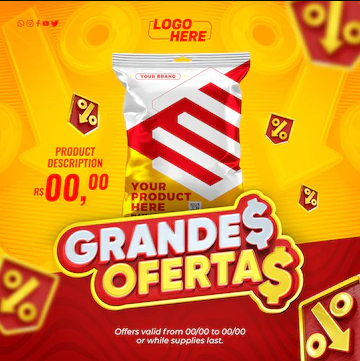 LOGO
HERE
YOUR BRAND
PRODUCT
DESCRIPTION
R$ 00,00
YOUR
PRODUCT
HERE
GRANDE$
OFERTA$
%
%
%
%
%
Offers valid from 00/00 to 00/00
or while supplies last.